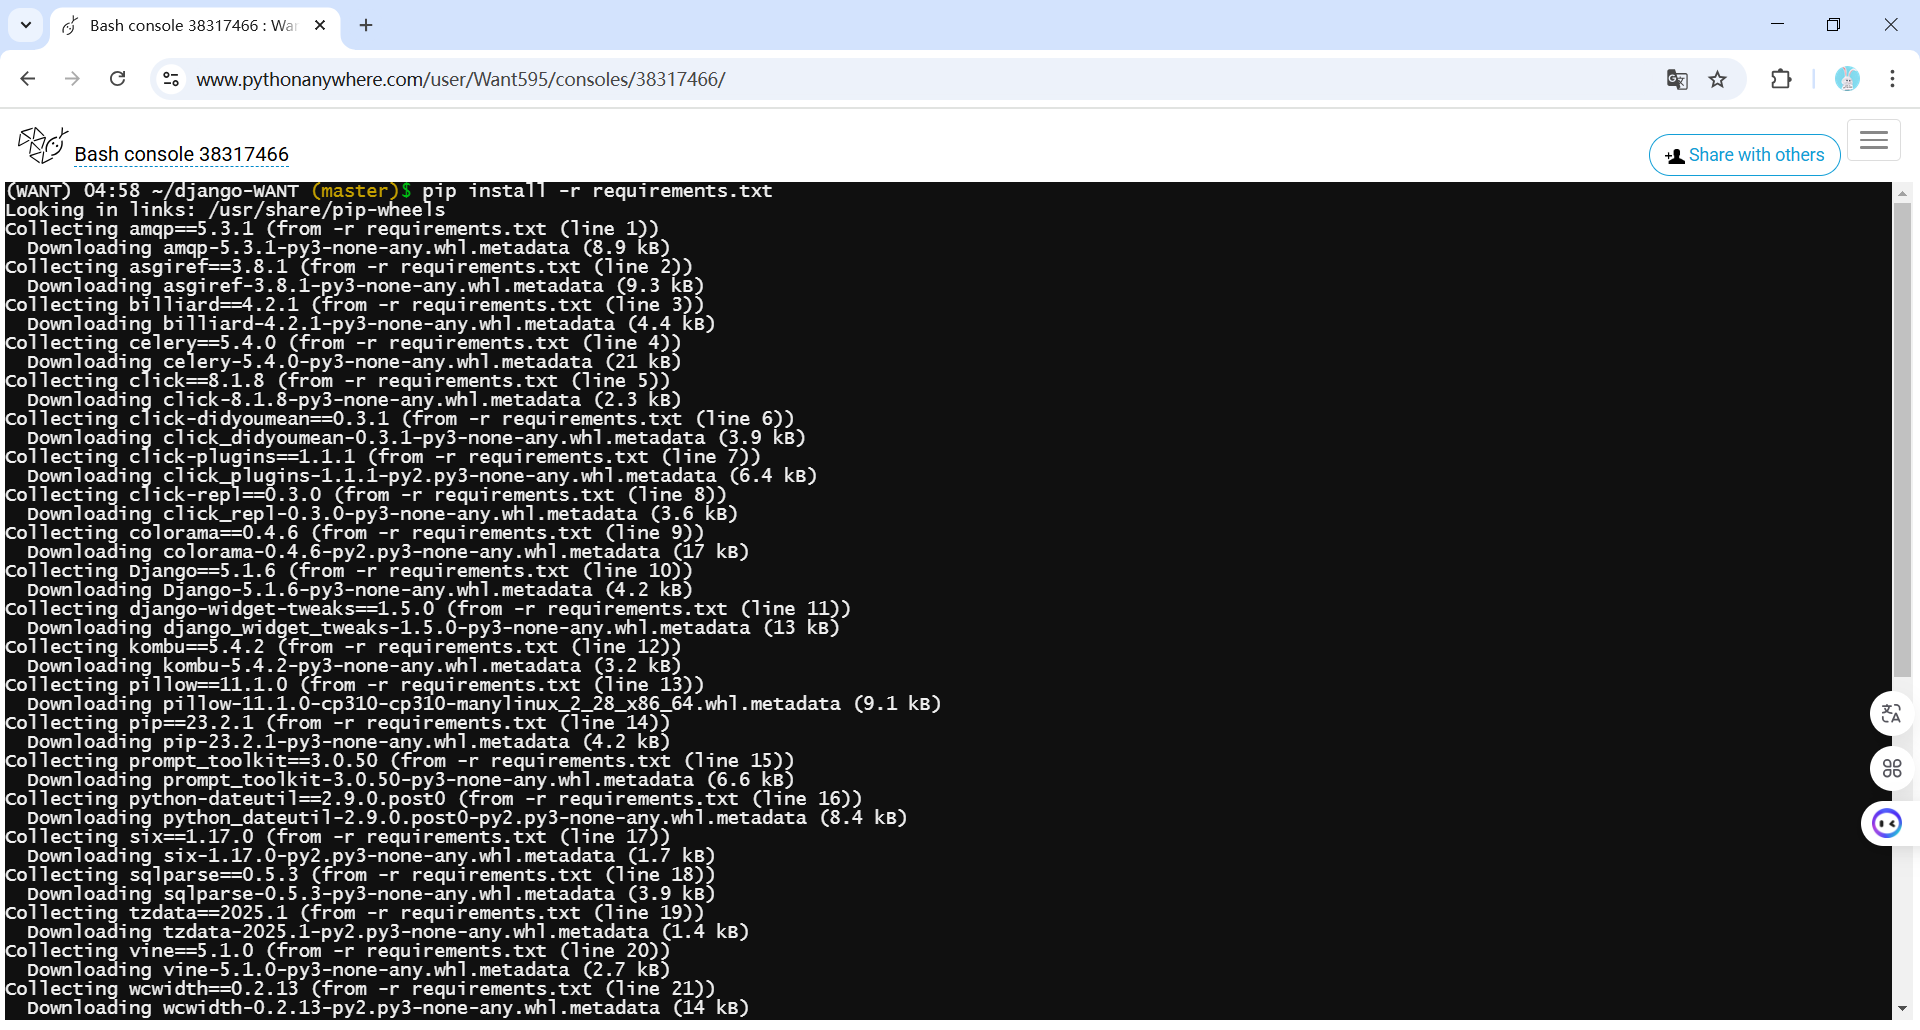 Bash console 38317466 : Wan
www.pythonanywhere.com/user/Want595/consoles/38317466/
Bash console 38317466
Share with others
(WANT) 04:58 ~/django-WANT (master)$ pip install -r requirements.txt
Looking in links: /usr/share/pip-wheels
Collecting amqp==5.3.1 (from -r requirements.txt (line 1))
  Downloading amqp-5.3.1-py3-none-any.whl.metadata (8.9 kB)
Collecting asgiref==3.8.1 (from -r requirements.txt (line 2))
  Downloading asgiref-3.8.1-py3-none-any.whl.metadata (9.3 kB)
Collecting billiard==4.2.1 (from -r requirements.txt (line 3))
  Downloading billiard-4.2.1-py3-none-any.whl.metadata (4.4 kB)
Collecting celery==5.4.0 (from -r requirements.txt (line 4))
  Downloading celery-5.4.0-py3-none-any.whl.metadata (21 kB)
Collecting click==8.1.8 (from -r requirements.txt (line 5))
  Downloading click-8.1.8-py3-none-any.whl.metadata (2.3 kB)
Collecting click-didyoumean==0.3.1 (from -r requirements.txt (line 6))
  Downloading click_didyoumean-0.3.1-py3-none-any.whl.metadata (3.9 kB)
Collecting click-plugins==1.1.1 (from -r requirements.txt (line 7))
  Downloading click_plugins-1.1.1-py2.py3-none-any.whl.metadata (6.4 kB)
Collecting click-repl==0.3.0 (from -r requirements.txt (line 8))
  Downloading click_repl-0.3.0-py3-none-any.whl.metadata (3.6 kB)
Collecting colorama==0.4.6 (from -r requirements.txt (line 9))
  Downloading colorama-0.4.6-py2.py3-none-any.whl.metadata (17 kB)
Collecting Django==5.1.6 (from -r requirements.txt (line 10))
  Downloading Django-5.1.6-py3-none-any.whl.metadata (4.2 kB)
Collecting django-widget-tweaks==1.5.0 (from -r requirements.txt (line 11))
  Downloading django_widget_tweaks-1.5.0-py3-none-any.whl.metadata (13 kB)
Collecting kombu==5.4.2 (from -r requirements.txt (line 12))
  Downloading kombu-5.4.2-py3-none-any.whl.metadata (3.2 kB)
Collecting pillow==11.1.0 (from -r requirements.txt (line 13))
  Downloading pillow-11.1.0-cp310-cp310-manylinux_2_28_x86_64.whl.metadata (9.1 kB)
Collecting pip==23.2.1 (from -r requirements.txt (line 14))
  Downloading pip-23.2.1-py3-none-any.whl.metadata (4.2 kB)
Collecting prompt_toolkit==3.0.50 (from -r requirements.txt (line 15))
  Downloading prompt_toolkit-3.0.50-py3-none-any.whl.metadata (6.6 kB)
Collecting python-dateutil==2.9.0.post0 (from -r requirements.txt (line 16))
  Downloading python_dateutil-2.9.0.post0-py2.py3-none-any.whl.metadata (8.4 kB)
Collecting six==1.17.0 (from -r requirements.txt (line 17))
  Downloading six-1.17.0-py2.py3-none-any.whl.metadata (1.7 kB)
Collecting sqlparse==0.5.3 (from -r requirements.txt (line 18))
  Downloading sqlparse-0.5.3-py3-none-any.whl.metadata (3.9 kB)
Collecting tzdata==2025.1 (from -r requirements.txt (line 19))
  Downloading tzdata-2025.1-py2.py3-none-any.whl.metadata (1.4 kB)
Collecting vine==5.1.0 (from -r requirements.txt (line 20))
  Downloading vine-5.1.0-py3-none-any.whl.metadata (2.7 kB)
Collecting wcwidth==0.2.13 (from -r requirements.txt (line 21))
  Downloading wcwidth-0.2.13-py2.py3-none-any.whl.metadata (14 kB)